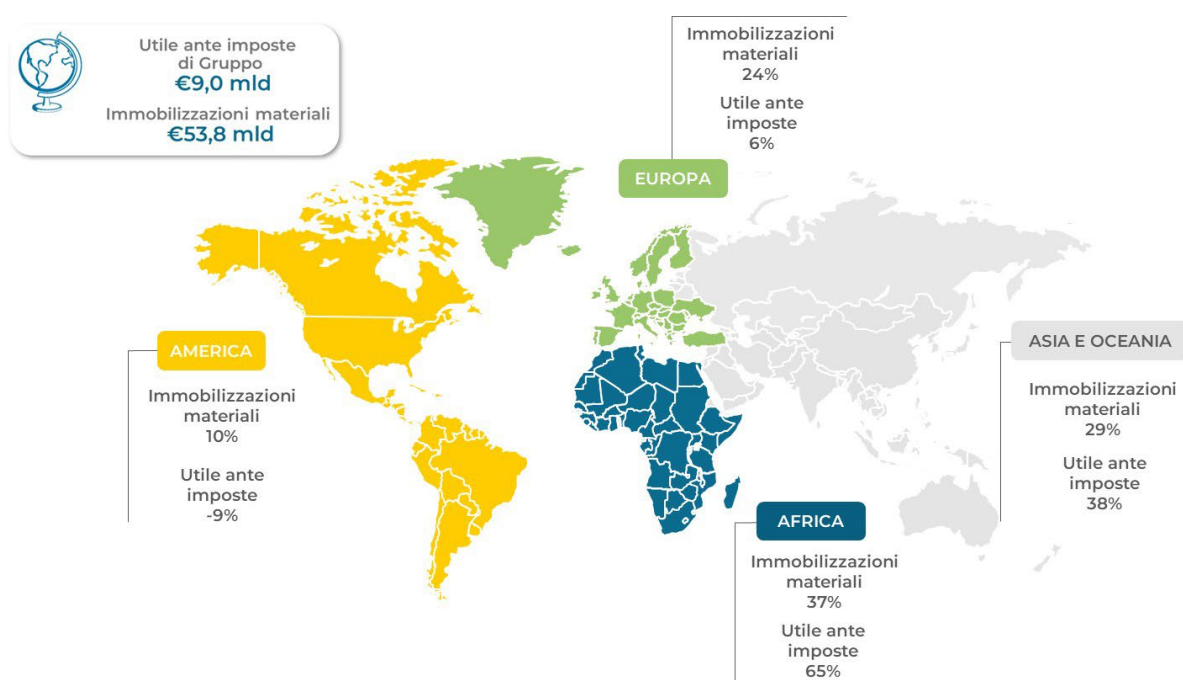 Utile ante imposte
di Gruppo
€9,0 mld
Immobilizzazioni materiali
€53,8 mld
Immobilizzazioni
materiali
24%
Utile ante
imposte
6%
EUROPA
AMERICA
Immobilizzazioni
materiali
10%
Utile ante
imposte
-9%
ASIA E OCEANIA
Immobilizzazioni
materiali
29%
Utile ante
imposte
38%
AFRICA
Immobilizzazioni
materiali
37%
Utile ante
imposte
65%